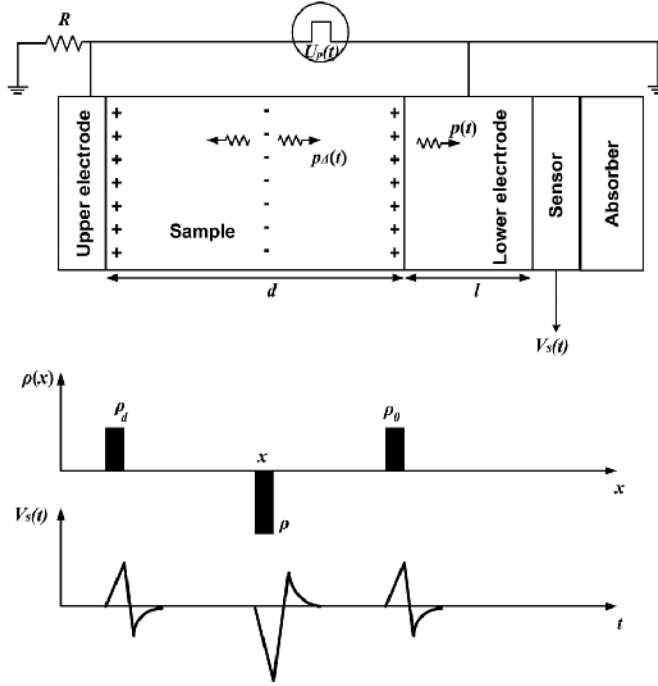 R
U_P(t)
Upper electrode
+ - +
+ - +
+ - +
+ - +
+ - +
+ - +
+ - +
p_Δ(t)
Sample
p(t)
Lower elecrtrode
Sensor
Absorber
d
l
V_S(t)
ρ(x)
ρ_d
x
ρ_0
ρ
x
V_S(t)
t